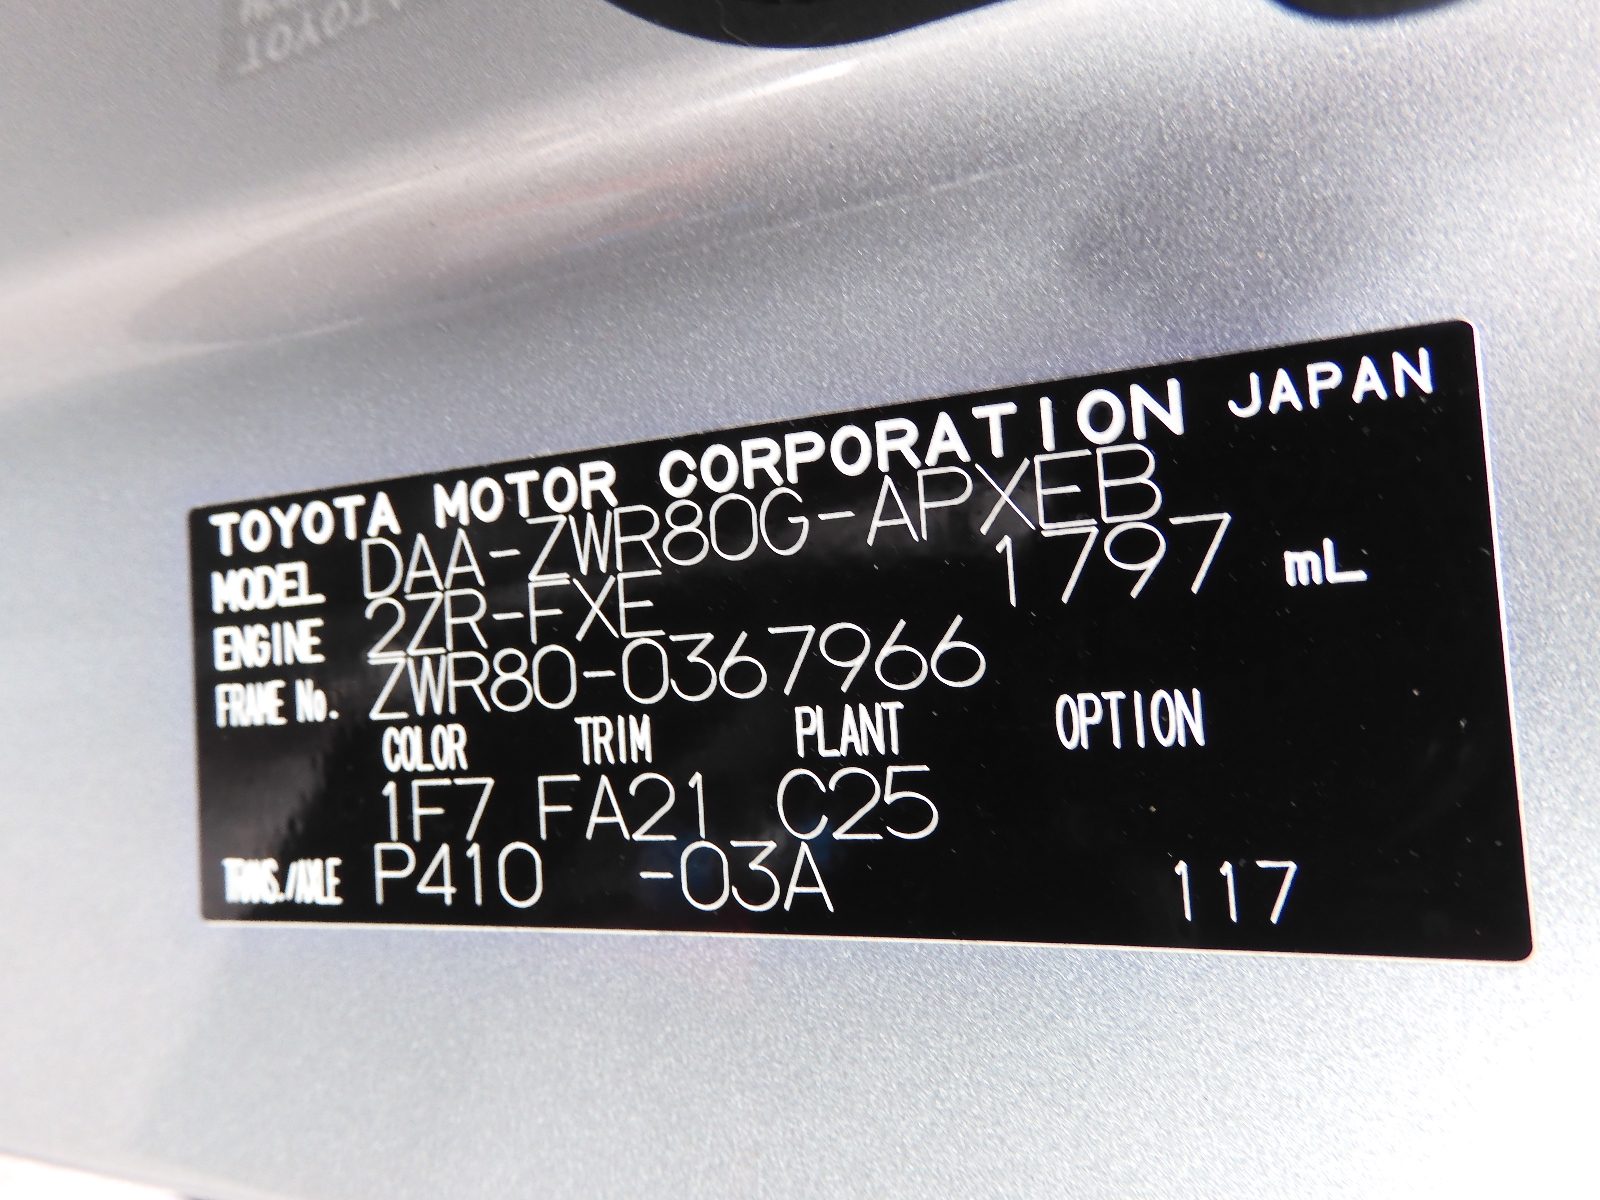 TOYOTA MOTOR CORPORATION JAPAN
MODEL DAA-ZWR80G-APXEB
ENGINE 2ZR-FXE 1797 mL
FRAME No. ZWR80-0367966
COLOR TRIM PLANT OPTION
1F7 FA21 C25
TRANS./AXLE P410 -03A 117